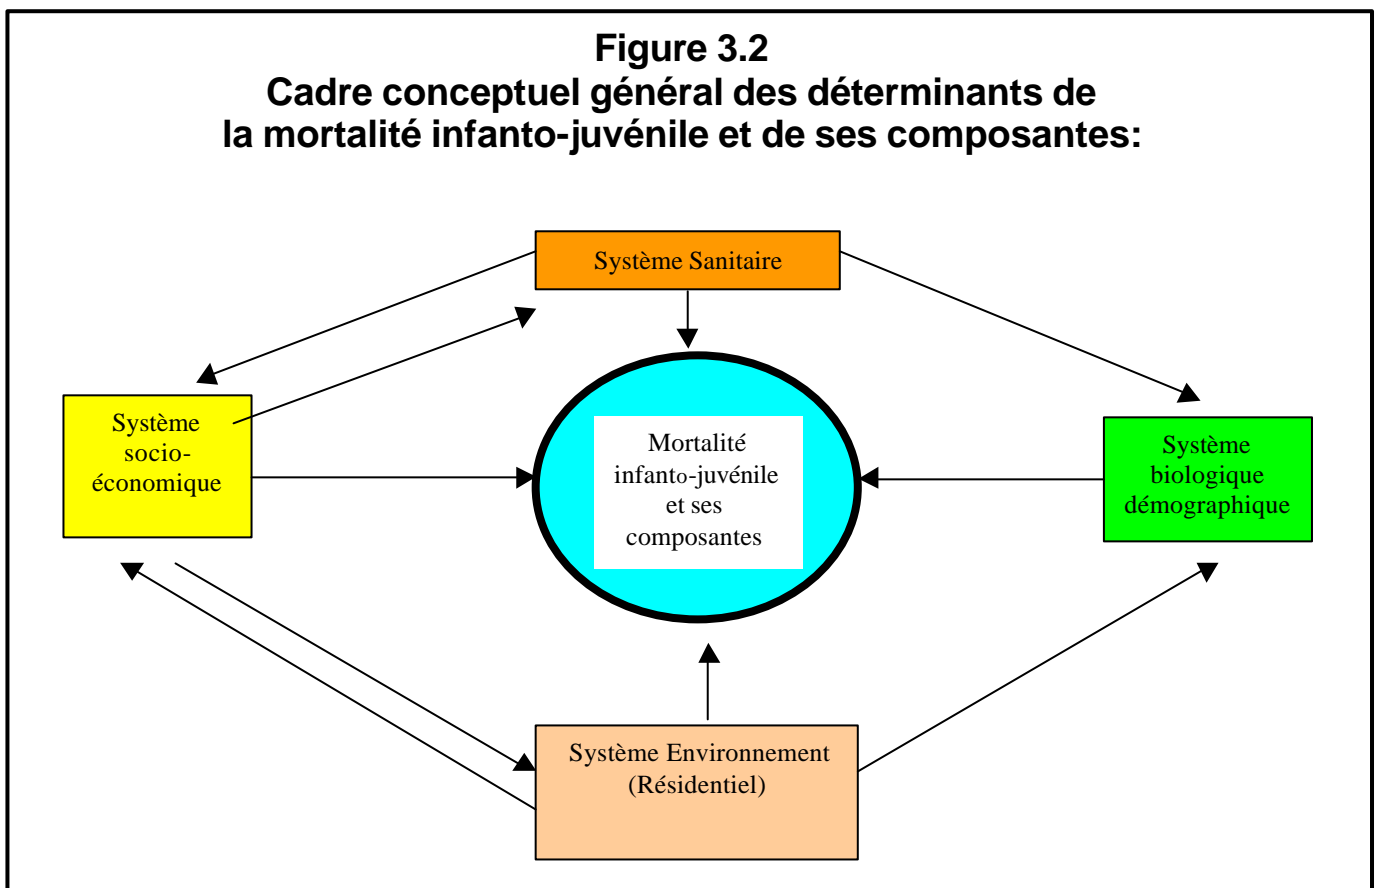 Figure 3.2
Cadre conceptuel général des déterminants de
la mortalité infanto-juvénile et de ses composantes:
Système Sanitaire
Système
socio-
économique
Mortalité
infanto-juvénile
et ses
composantes
Système
biologique
démographique
Système Environnement
(Résidentiel)